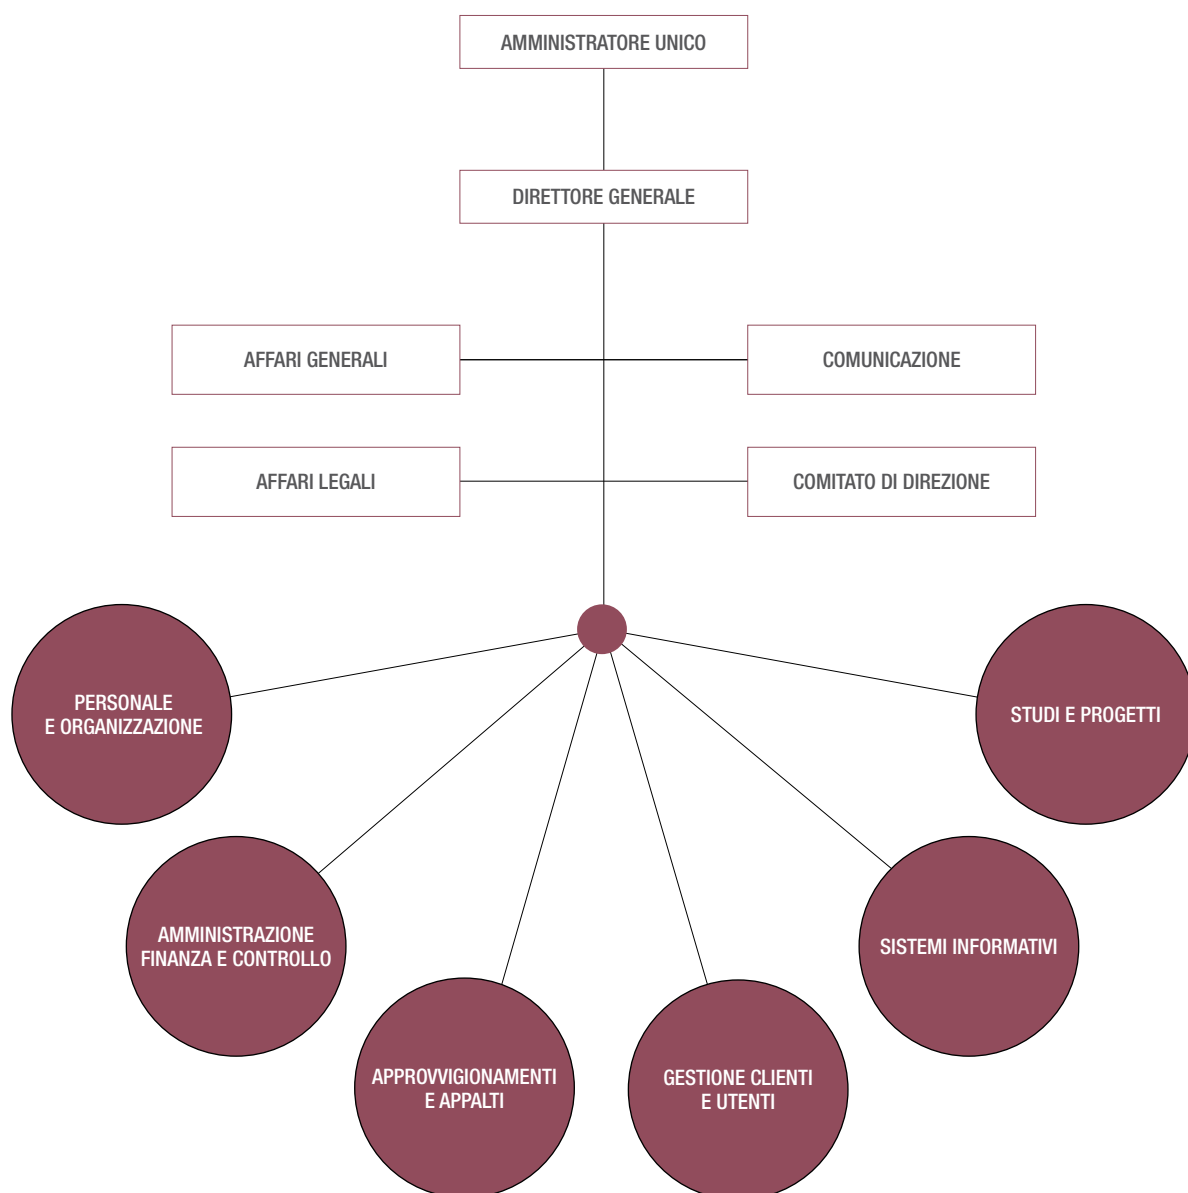 AMMINISTRATORE UNICO
DIRETTORE GENERALE
AFFARI GENERALI
COMUNICAZIONE
AFFARI LEGALI
COMITATO DI DIREZIONE
PERSONALE
E ORGANIZZAZIONE
STUDI E PROGETTI
AMMINISTRAZIONE
FINANZA E CONTROLLO
SISTEMI INFORMATIVI
APPROVVIGIONAMENTI
E APPALTI
GESTIONE CLIENTI
E UTENTI